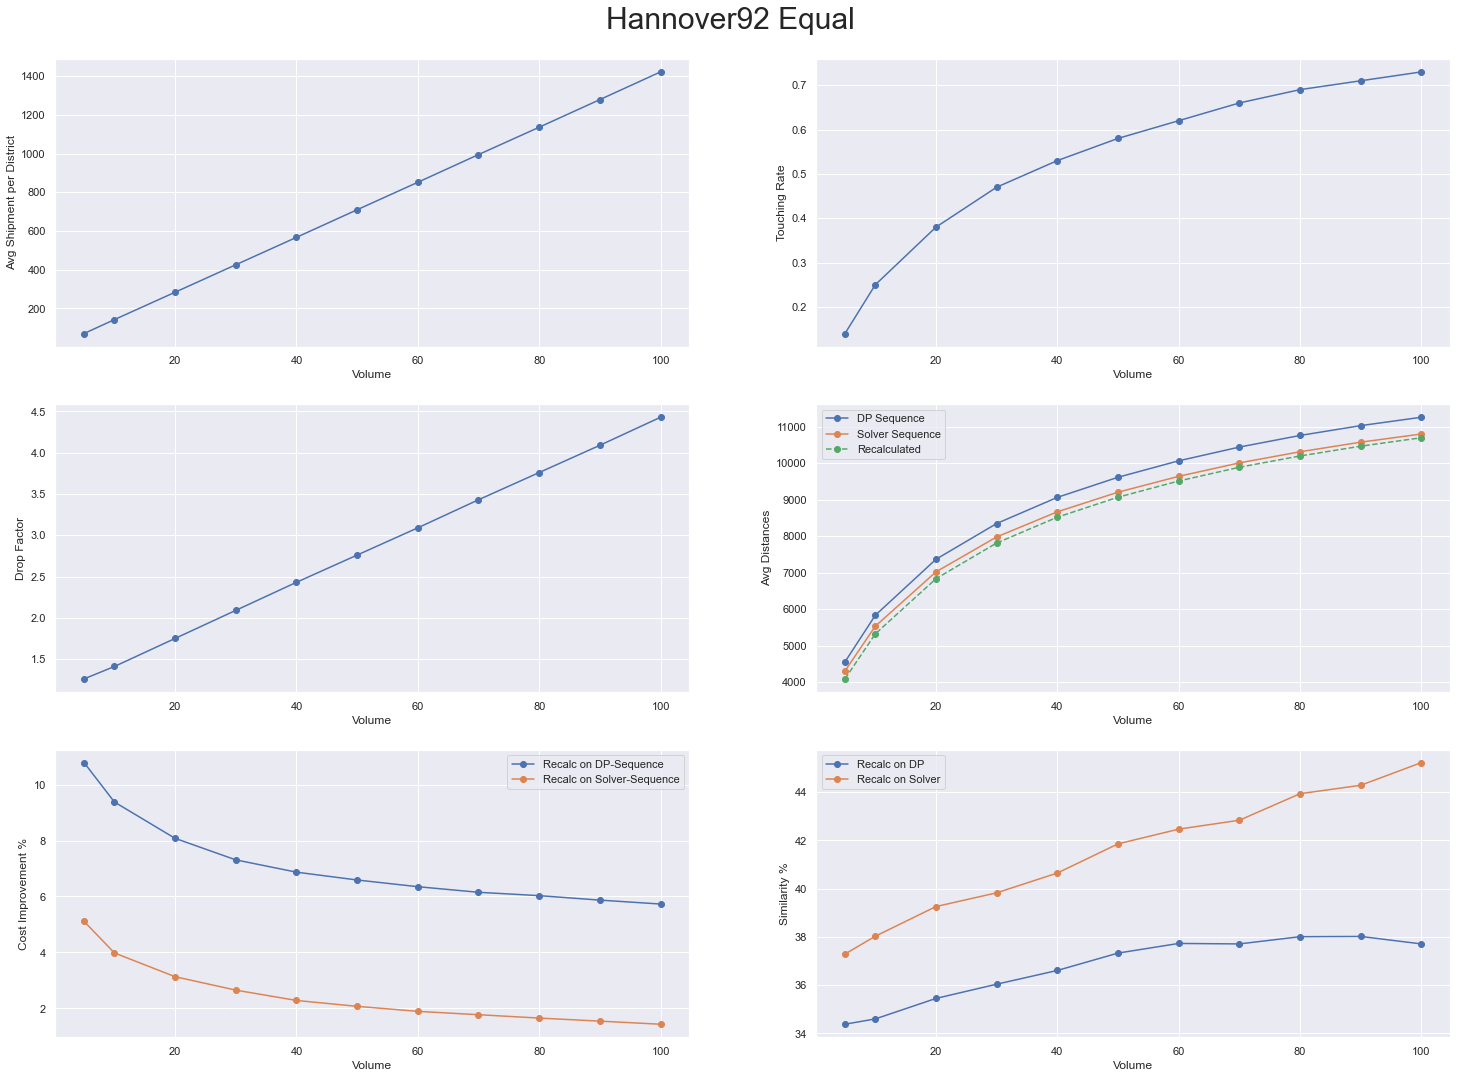 Hannover92 Equal
Avg Shipment per District
1400
1200
1000
800
600
400
200
20 40 60 80 100
Volume
Touching Rate
0.7
0.6
0.5
0.4
0.3
0.2
20 40 60 80 100
Volume
Drop Factor
4.5
4.0
3.5
3.0
2.5
2.0
1.5
20 40 60 80 100
Volume
Avg Distances
DP Sequence
Solver Sequence
Recalculated
11000
10000
9000
8000
7000
6000
5000
4000
20 40 60 80 100
Volume
Cost Improvement %
Recalc on DP-Sequence
Recalc on Solver-Sequence
10
8
6
4
2
20 40 60 80 100
Volume
Similarity %
Recalc on DP
Recalc on Solver
44
42
40
38
36
34
20 40 60 80 100
Volume